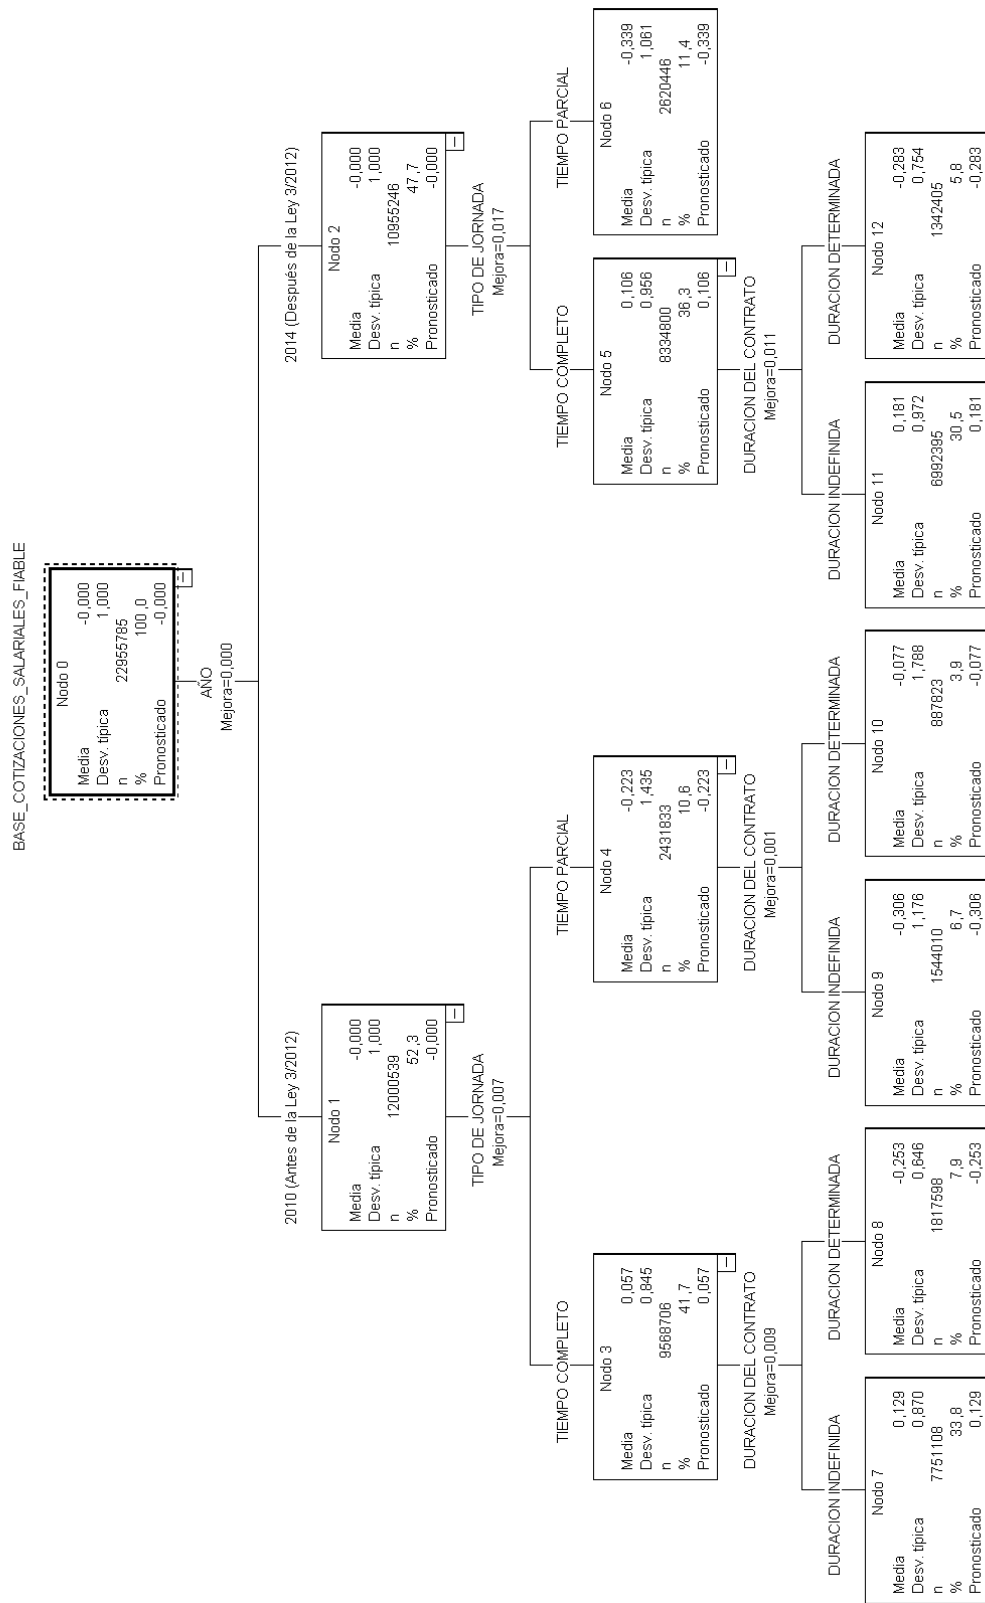 BASE_COTIZACIONES_SALARIALES_FIABLE
Nodo 0
Media -0,000
Desv. típica 1,000
n 22955785
% 100,0
Pronosticado -0,000
AÑO
Mejora=0,000
2010 (Antes de la Ley 3/2012)
Nodo 1
Media -0,000
Desv. típica 1,000
n 12000539
% 52,3
Pronosticado -0,000
TIPO DE JORNADA
Mejora=0,007
2014 (Después de la Ley 3/2012)
Nodo 2
Media -0,000
Desv. típica 1,000
n 10955246
% 47,7
Pronosticado -0,000
TIPO DE JORNADA
Mejora=0,017
TIEMPO COMPLETO
Nodo 3
Media 0,057
Desv. típica 0,845
n 9568706
% 41,7
Pronosticado 0,057
DURACION DEL CONTRATO
Mejora=0,009
TIEMPO PARCIAL
Nodo 4
Media -0,223
Desv. típica 1,435
n 2431833
% 10,6
Pronosticado -0,223
DURACION DEL CONTRATO
Mejora=0,001
TIEMPO COMPLETO
Nodo 5
Media 0,106
Desv. típica 0,956
n 8334800
% 36,3
Pronosticado 0,106
DURACION DEL CONTRATO
Mejora=0,011
TIEMPO PARCIAL
Nodo 6
Media -0,339
Desv. típica 1,061
n 2620446
% 11,4
Pronosticado -0,339
DURACION INDEFINIDA
Nodo 7
Media 0,129
Desv. típica 0,870
n 7751108
% 33,8
Pronosticado 0,129
DURACION DETERMINADA
Nodo 8
Media -0,253
Desv. típica 0,646
n 1817598
% 7,9
Pronosticado -0,253
DURACION INDEFINIDA
Nodo 9
Media -0,306
Desv. típica 1,176
n 1544010
% 6,7
Pronosticado -0,306
DURACION DETERMINADA
Nodo 10
Media -0,077
Desv. típica 1,788
n 887823
% 3,9
Pronosticado -0,077
DURACION INDEFINIDA
Nodo 11
Media 0,181
Desv. típica 0,972
n 6992395
% 30,5
Pronosticado 0,181
DURACION DETERMINADA
Nodo 12
Media -0,283
Desv. típica 0,754
n 1342405
% 5,8
Pronosticado -0,283